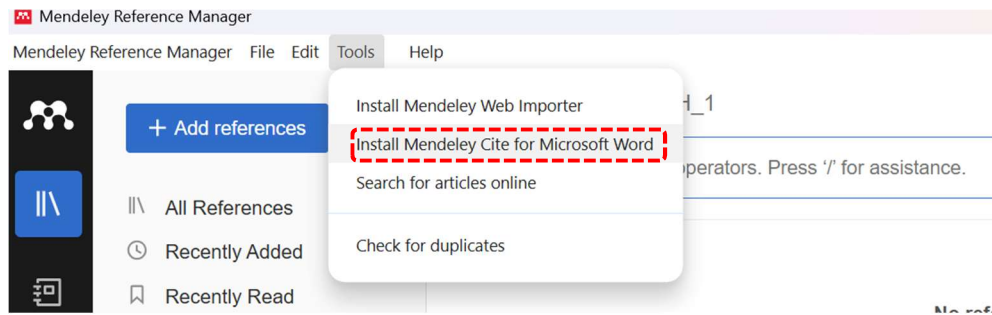 Mendeley Reference Manager
Mendeley Reference Manager File Edit Tools Help
+ Add references
All References
Recently Added
Recently Read
Install Mendeley Web Importer
Install Mendeley Cite for Microsoft Word
Search for articles online
Check for duplicates
_1
operators. Press ‘/’ for assistance.
No